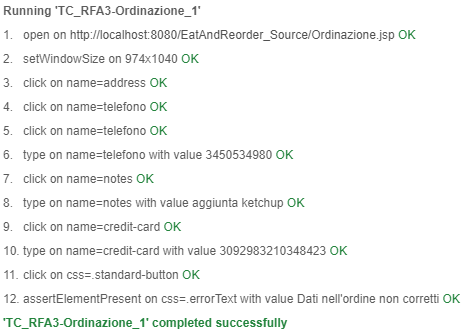 Running 'TC_RFA3-Ordinazione_1'
1. open on http://localhost:8080/EatAndReorder_Source/Ordinazione.jsp OK
2. setWindowSize on 974x1040 OK
3. click on name=address OK
4. click on name=telefono OK
5. click on name=telefono OK
6. type on name=telefono with value 3450534980 OK
7. click on name=notes OK
8. type on name=notes with value aggiunta ketchup OK
9. click on name=credit-card OK
10. type on name=credit-card with value 3092983210348423 OK
11. click on css=.standard-button OK
12. assertElementPresent on css=.errorText with value Dati nell'ordine non corretti OK
'TC_RFA3-Ordinazione_1' completed successfully